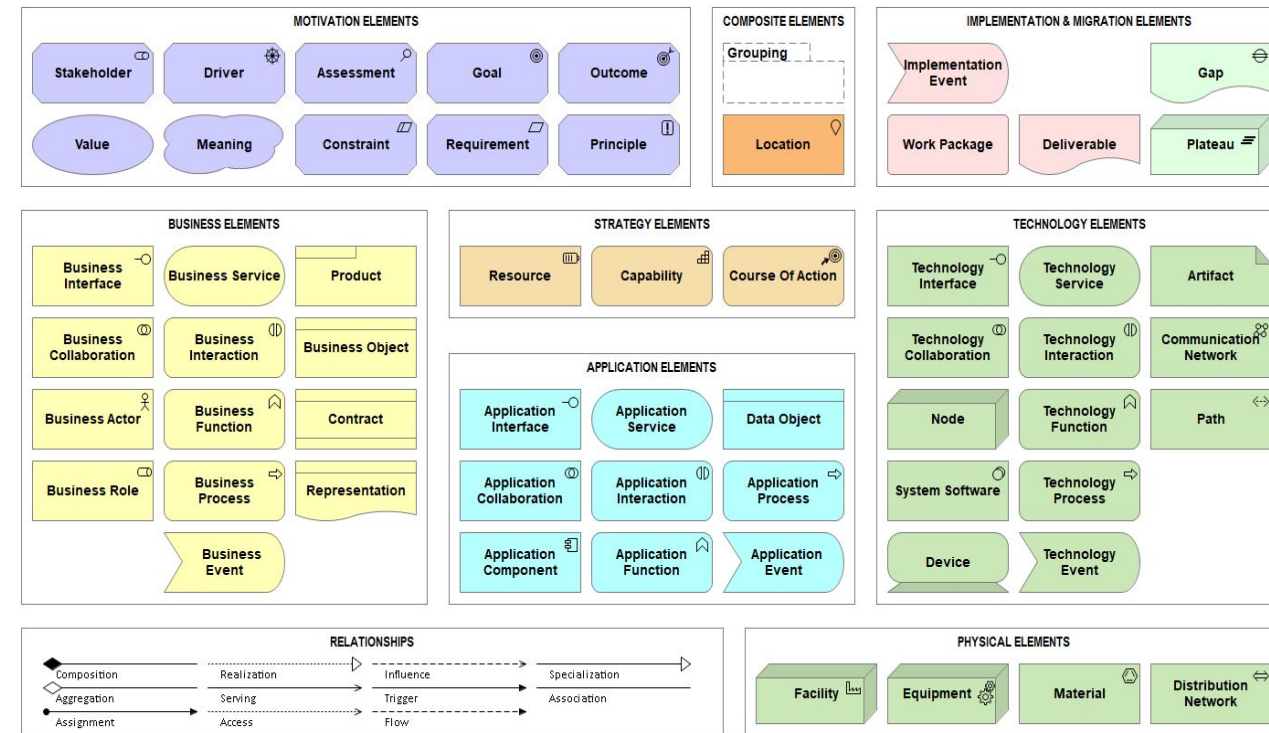 MOTIVATION ELEMENTS
Stakeholder
Driver
Assessment
Goal
Outcome
Value
Meaning
Constraint
Requirement
Principle
COMPOSITE ELEMENTS
Grouping
Location
IMPLEMENTATION & MIGRATION ELEMENTS
Implementation
Event
Gap
Work Package
Deliverable
Plateau
BUSINESS ELEMENTS
Business
Interface
Business Service
Product
Business
Collaboration
Business
Interaction
Business Object
Business Actor
Business
Function
Contract
Business Role
Business
Process
Representation
Business
Event
STRATEGY ELEMENTS
Resource
Capability
Course Of Action
APPLICATION ELEMENTS
Application
Interface
Application
Service
Data Object
Application
Collaboration
Application
Interaction
Application
Process
Application
Component
Application
Function
Application
Event
TECHNOLOGY ELEMENTS
Technology
Interface
Technology
Service
Artifact
Technology
Collaboration
Technology
Interaction
Communication
Network
Node
Technology
Function
Path
System Software
Technology
Process
Device
Technology
Event
RELATIONSHIPS
Composition
Realization
Influence
Specialization
Aggregation
Serving
Trigger
Association
Assignment
Access
Flow
PHYSICAL ELEMENTS
Facility
Equipment
Material
Distribution
Network